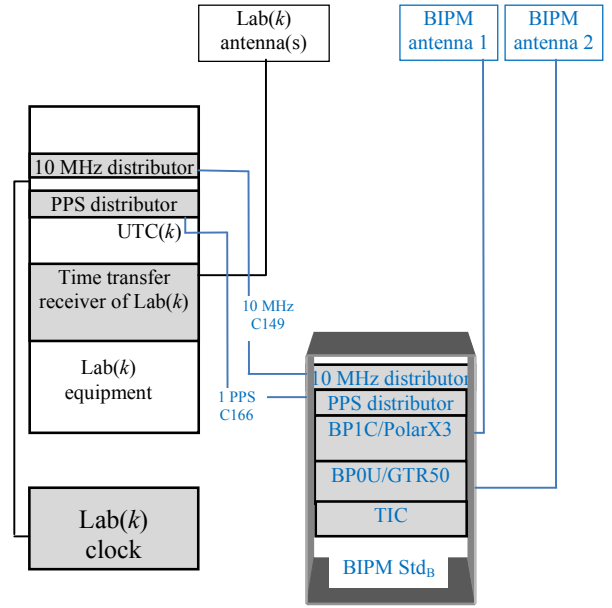 Lab(k)
antenna(s)
BIPM
antenna 1
BIPM
antenna 2
10 MHz distributor
PPS distributor
UTC(k)
Time transfer
receiver of Lab(k)
Lab(k)
equipment
Lab(k)
clock
10 MHz
C149
1 PPS
C166
10 MHz distributor
PPS distributor
BP1C/PolarX3
BP0U/GTR50
TIC
BIPM StdB